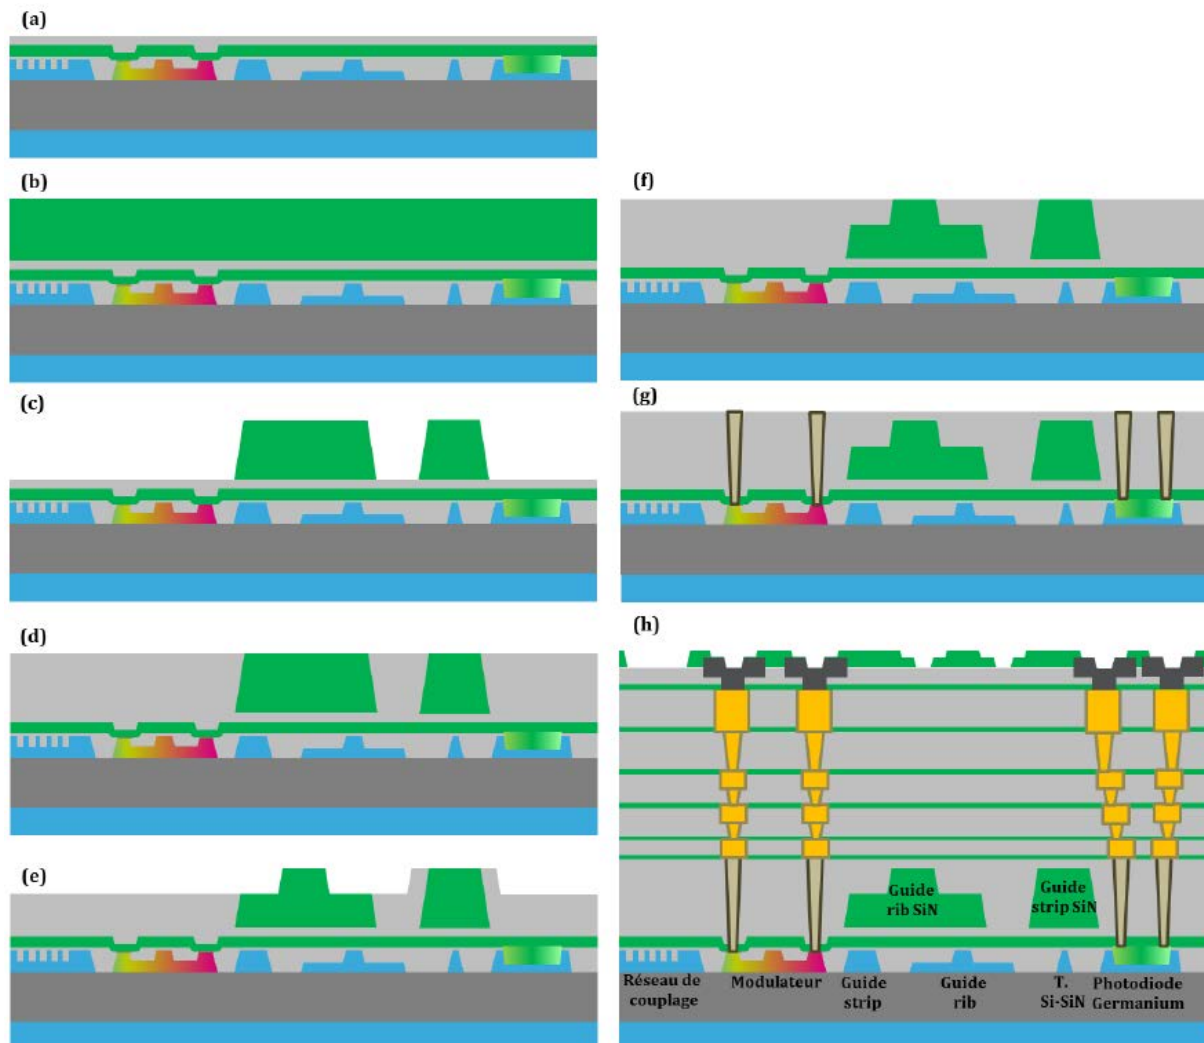 (a)
(b)
(c)
(d)
(e)
(f)
(g)
(h)
Guide
rib SiN
Guide
strip SiN
Réseau de
couplage
Modulateur
Guide
strip
Guide
rib
T.
Si-SiN
Photodiode
Germanium